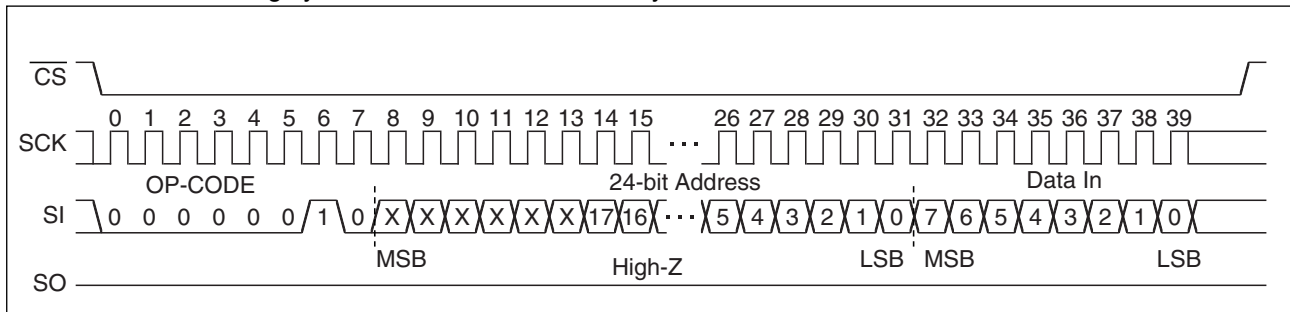 CS
0 1 2 3 4 5 6 7 8 9 10 11 12 13 14 15 26 27 28 29 30 31 32 33 34 35 36 37 38 39
SCK
...
OP-CODE 24-bit Address Data In
SI 0 0 0 0 0 0 1 0 X X X X X X 17 16 ... 5 4 3 2 1 0 7 6 5 4 3 2 1 0
MSB High-Z LSB MSB LSB
SO